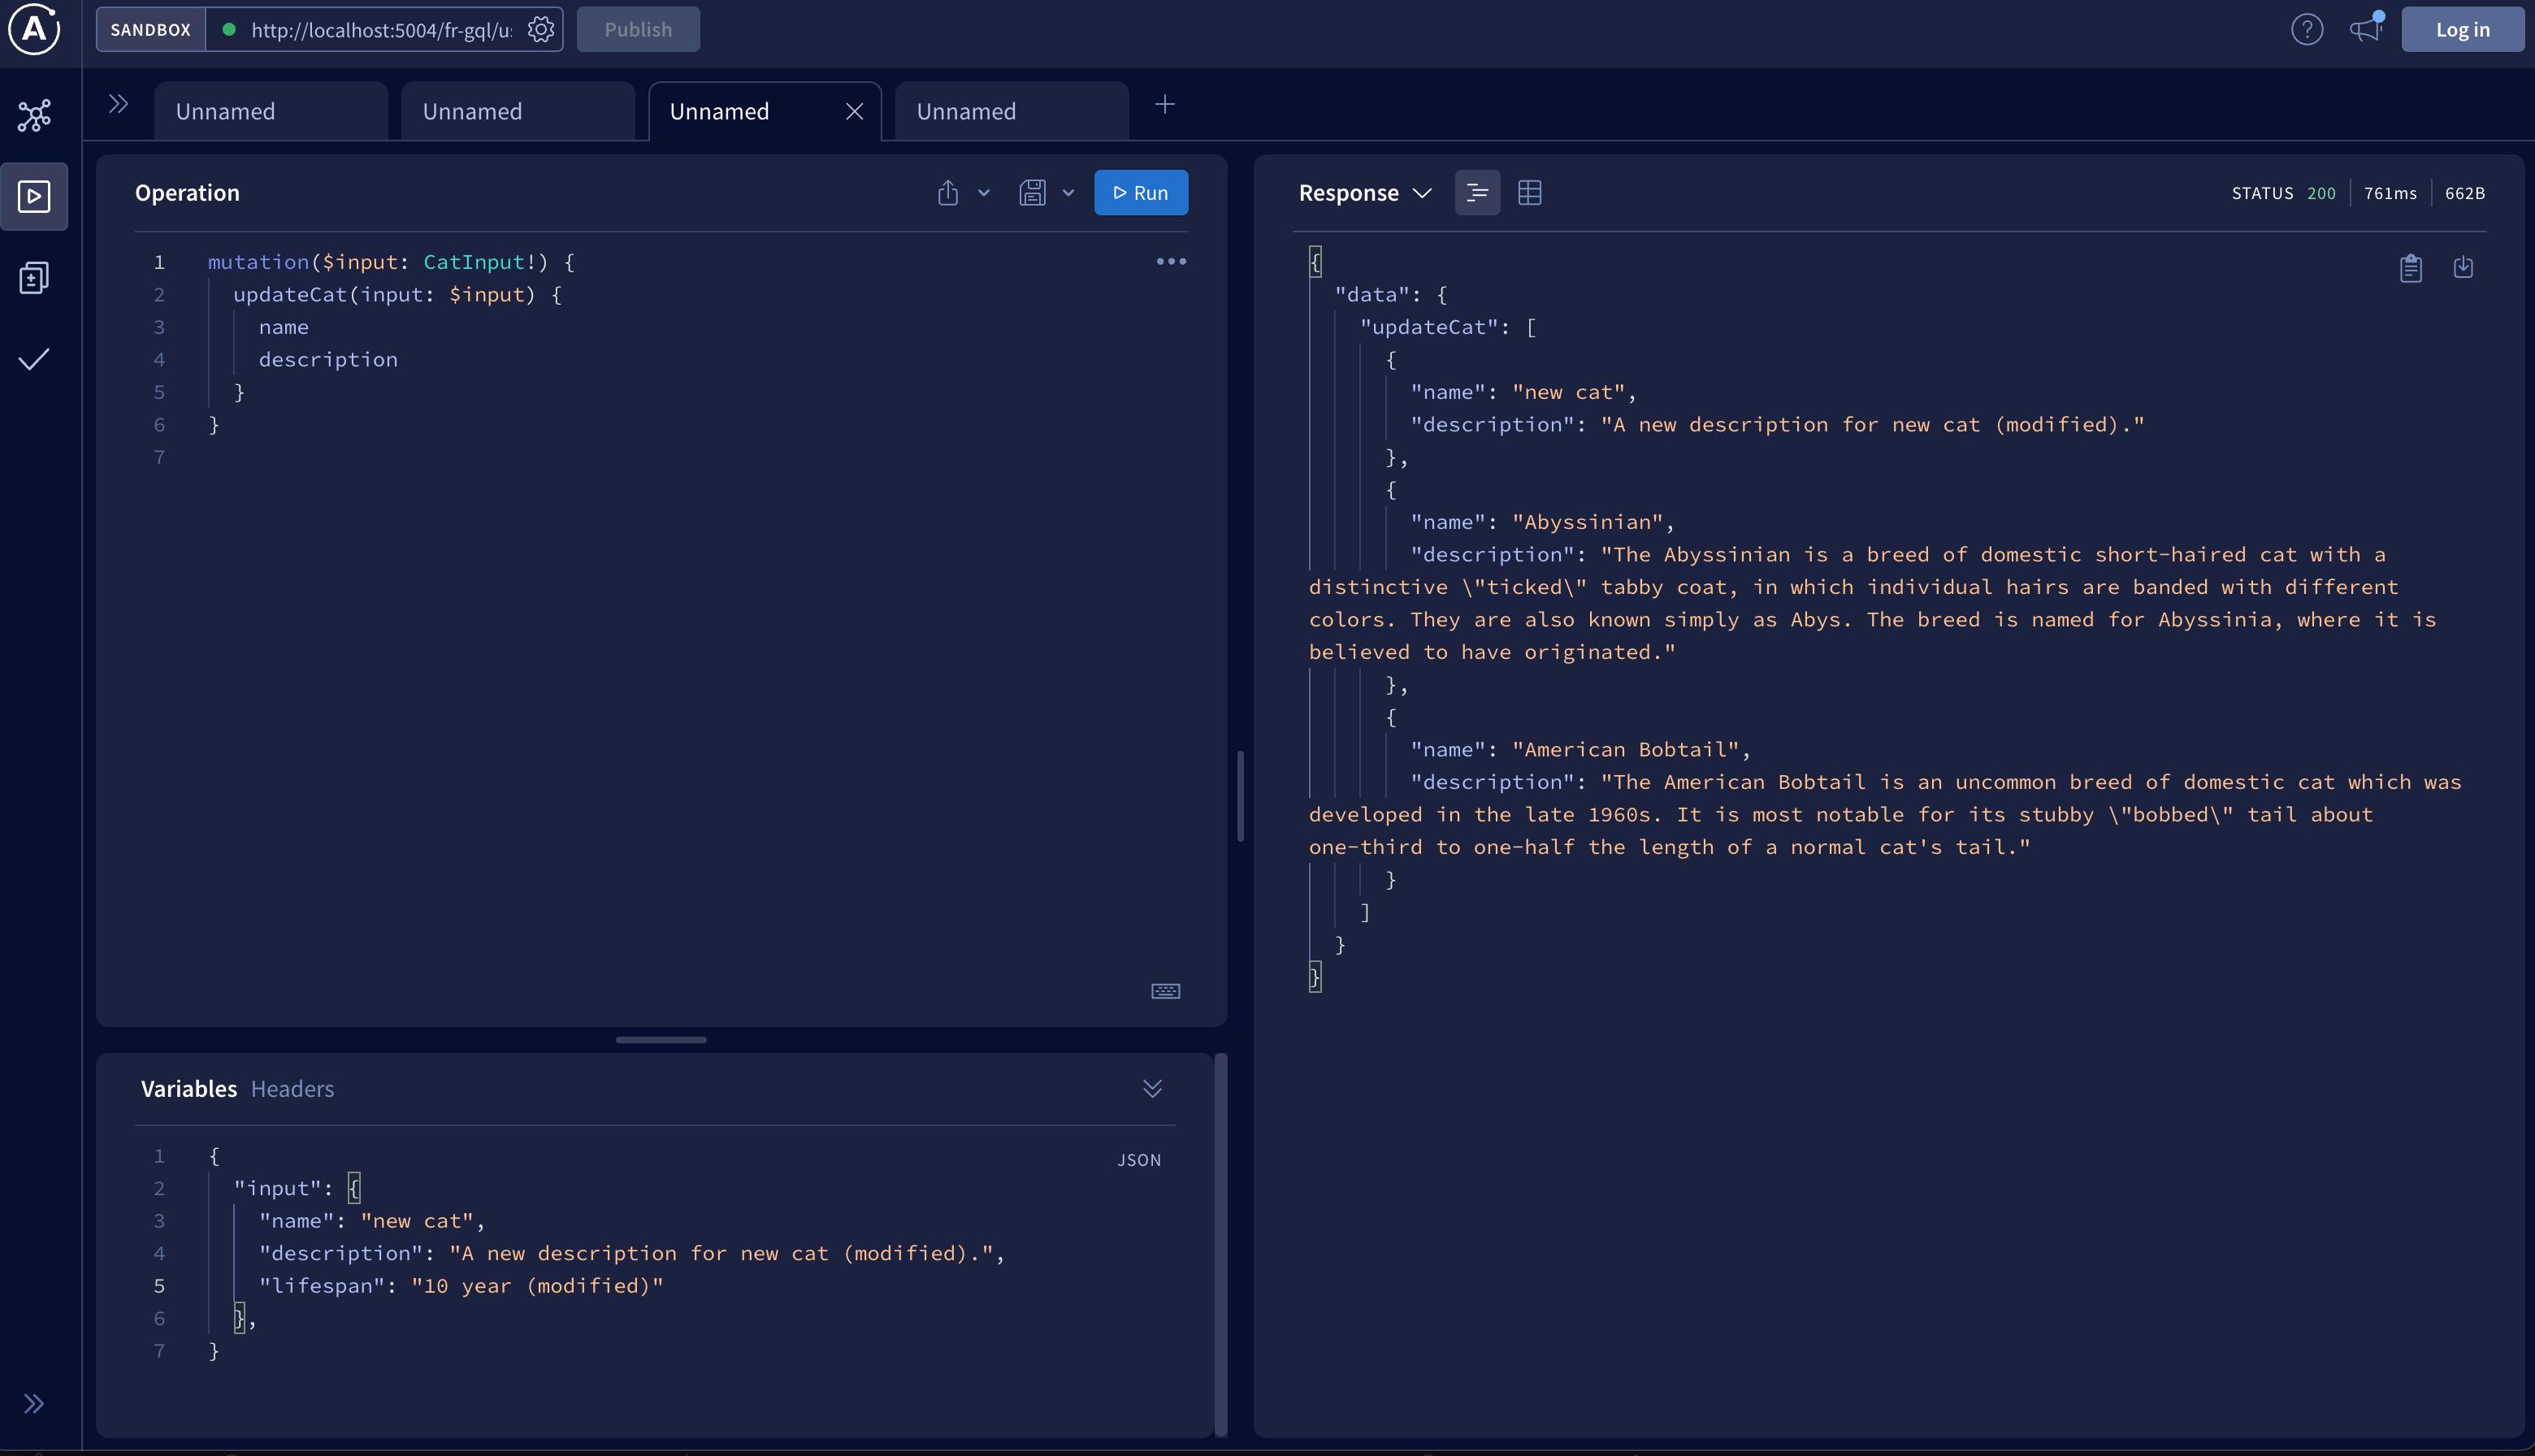 SANDBOX http://localhost:5004/fr-gql/u Publish Log in
Unnamed Unnamed Unnamed Unnamed
Operation Run
1 mutation($input: CatInput!) {
2 updateCat(input: $input) {
3 name
4 description
5 }
6 }
7
Variables Headers
JSON
1 {
2 "input": {
3 "name": "new cat",
4 "description": "A new description for new cat (modified).",
5 "lifespan": "10 year (modified)"
6 },
7 }
Response STATUS 200 761ms 662B
{
"data": {
"updateCat": [
{
"name": "new cat",
"description": "A new description for new cat (modified)."
},
{
"name": "Abyssinian",
"description": "The Abyssinian is a breed of domestic short-haired cat with a
distinctive \"ticked\" tabby coat, in which individual hairs are banded with different
colors. They are also known simply as Abys. The breed is named for Abyssinia, where it is
believed to have originated."
},
{
"name": "American Bobtail",
"description": "The American Bobtail is an uncommon breed of domestic cat which was
developed in the late 1960s. It is most notable for its stubby \"bobbed\" tail about
one-third to one-half the length of a normal cat's tail."
}
]
}
}